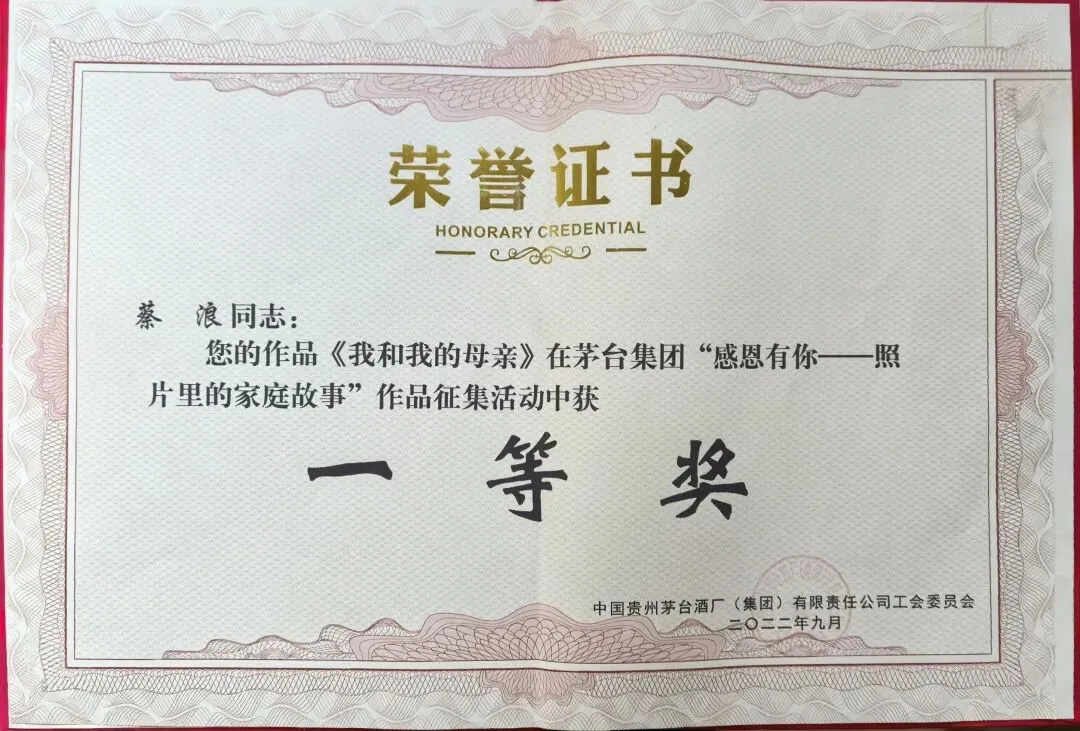 荣誉证书
HONORARY CREDENTIAL
蔡 浪同志：
您的作品《我和我的母亲》在茅台集团“感恩有你——照
片里的家庭故事”作品征集活动中获
一等奖
中国贵州茅台酒厂（集团）有限责任公司工会委员会
二〇二二年九月